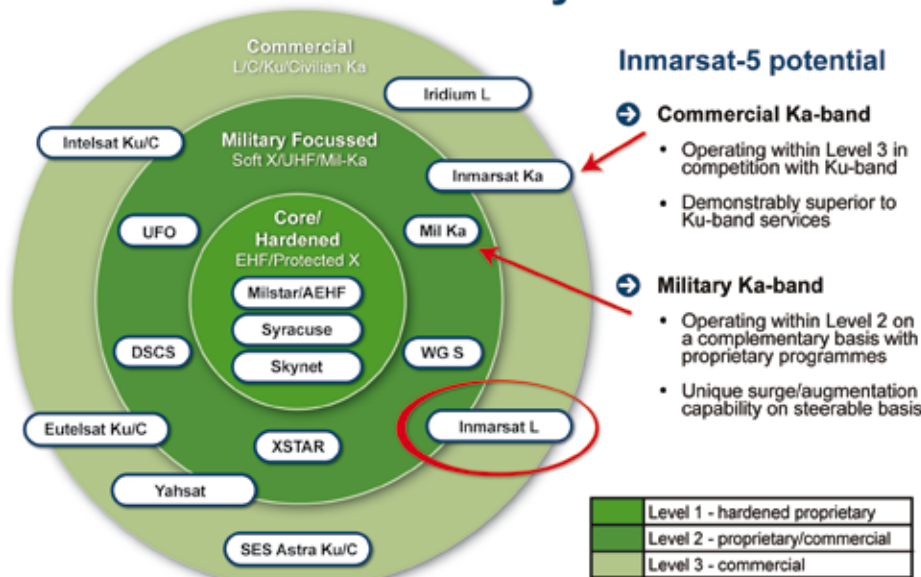 Commercial
L/C/Ku/Civilian Ka
Iridium L
Intelsat Ku/C
Military Focussed
Soft X/UHF/Mil-Ka
Inmarsat Ka
Core/
Hardened
EHF/Protected X
UFO
Mil Ka
Milstar/AEHF
Syracuse
Skynet
DSCS
WG S
Eutelsat Ku/C
XSTAR
Inmarsat L
Yahsat
SES Astra Ku/C
Inmarsat-5 potential
Commercial Ka-band
• Operating within Level 3 in
competition with Ku-band
• Demonstrably superior to
Ku-band services
Military Ka-band
• Operating within Level 2 on
a complementary basis with
proprietary programmes
• Unique surge/augmentation
capability on steerable basis
Level 1 - hardened proprietary
Level 2 - proprietary/commercial
Level 3 - commercial